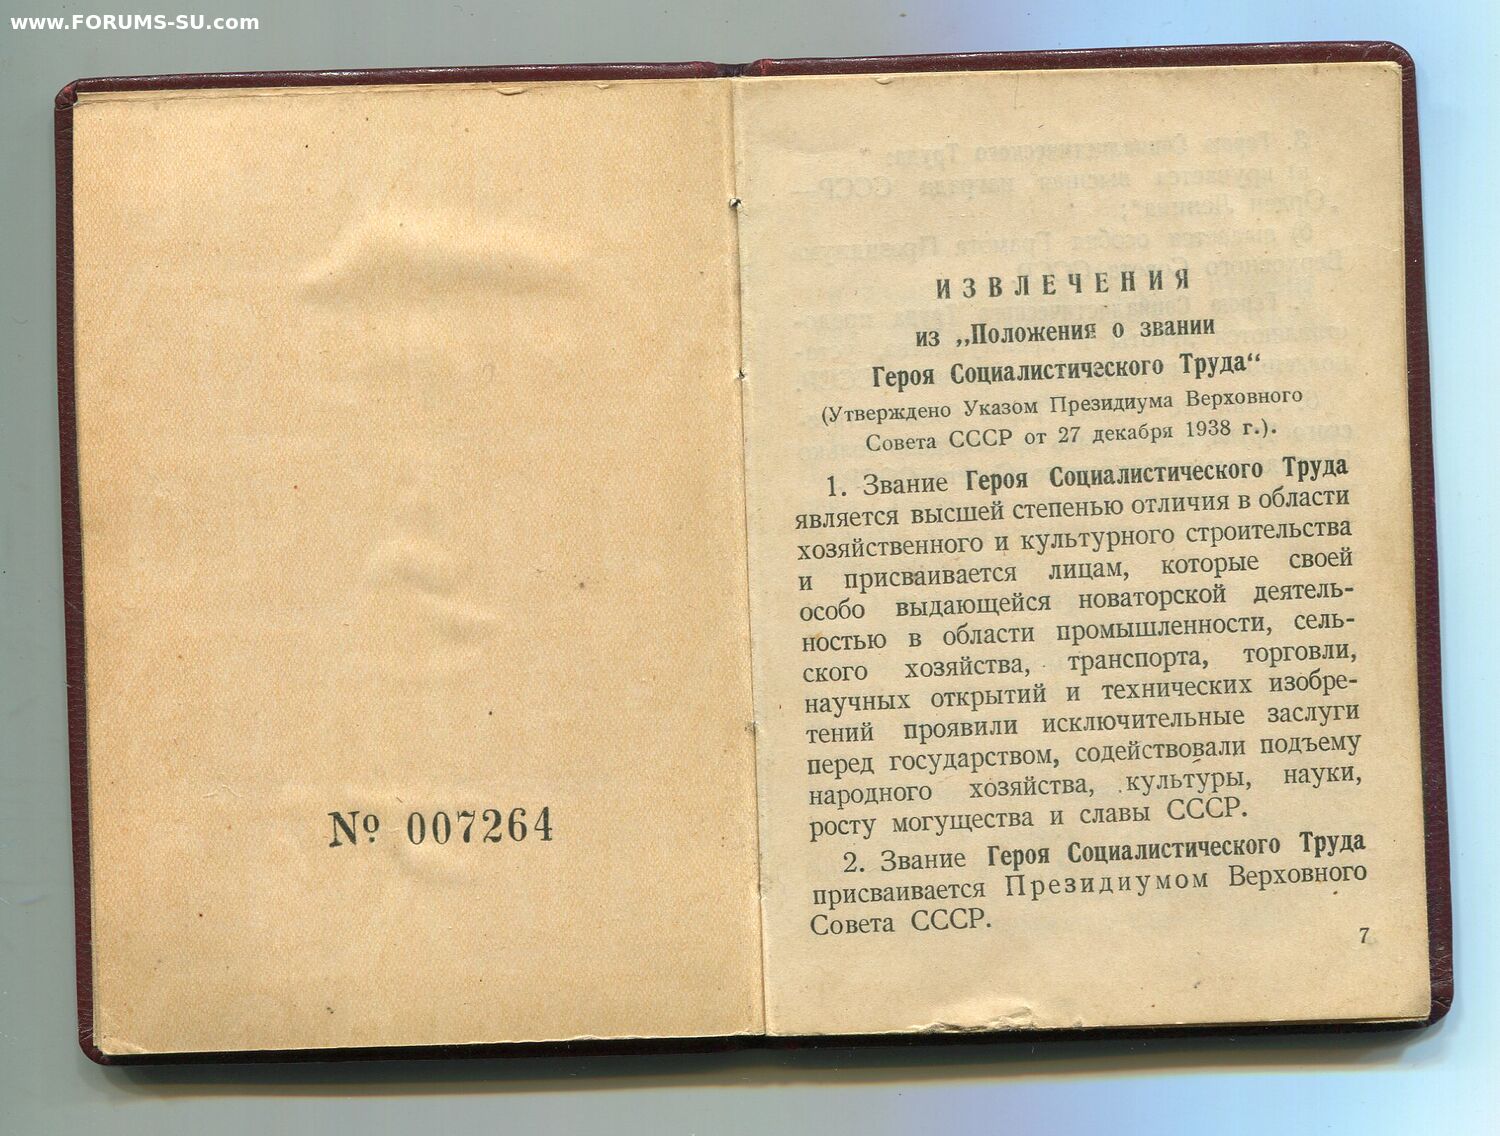 www.FORUMS-SU.com
№ 007264
ИЗВЛЕЧЕНИЯ
из „Положения о звании
Героя Социалистического Труда“
(Утверждено Указом Президиума Верховного
Совета СССР от 27 декабря 1938 г.).
1. Звание Героя Социалистического Труда
является высшей степенью отличия в области
хозяйственного и культурного строительства
и присваивается лицам, которые своей
особо выдающейся новаторской деятель-
ностью в области промышленности, сель-
ского хозяйства, транспорта, торговли,
научных открытий и технических изобре-
тений проявили исключительные заслуги
перед государством, содействовали подъему
народного хозяйства, культуры, науки,
росту могущества и славы СССР.
2. Звание Героя Социалистического Труда
присваивается Президиумом Верховного
Совета СССР.
7